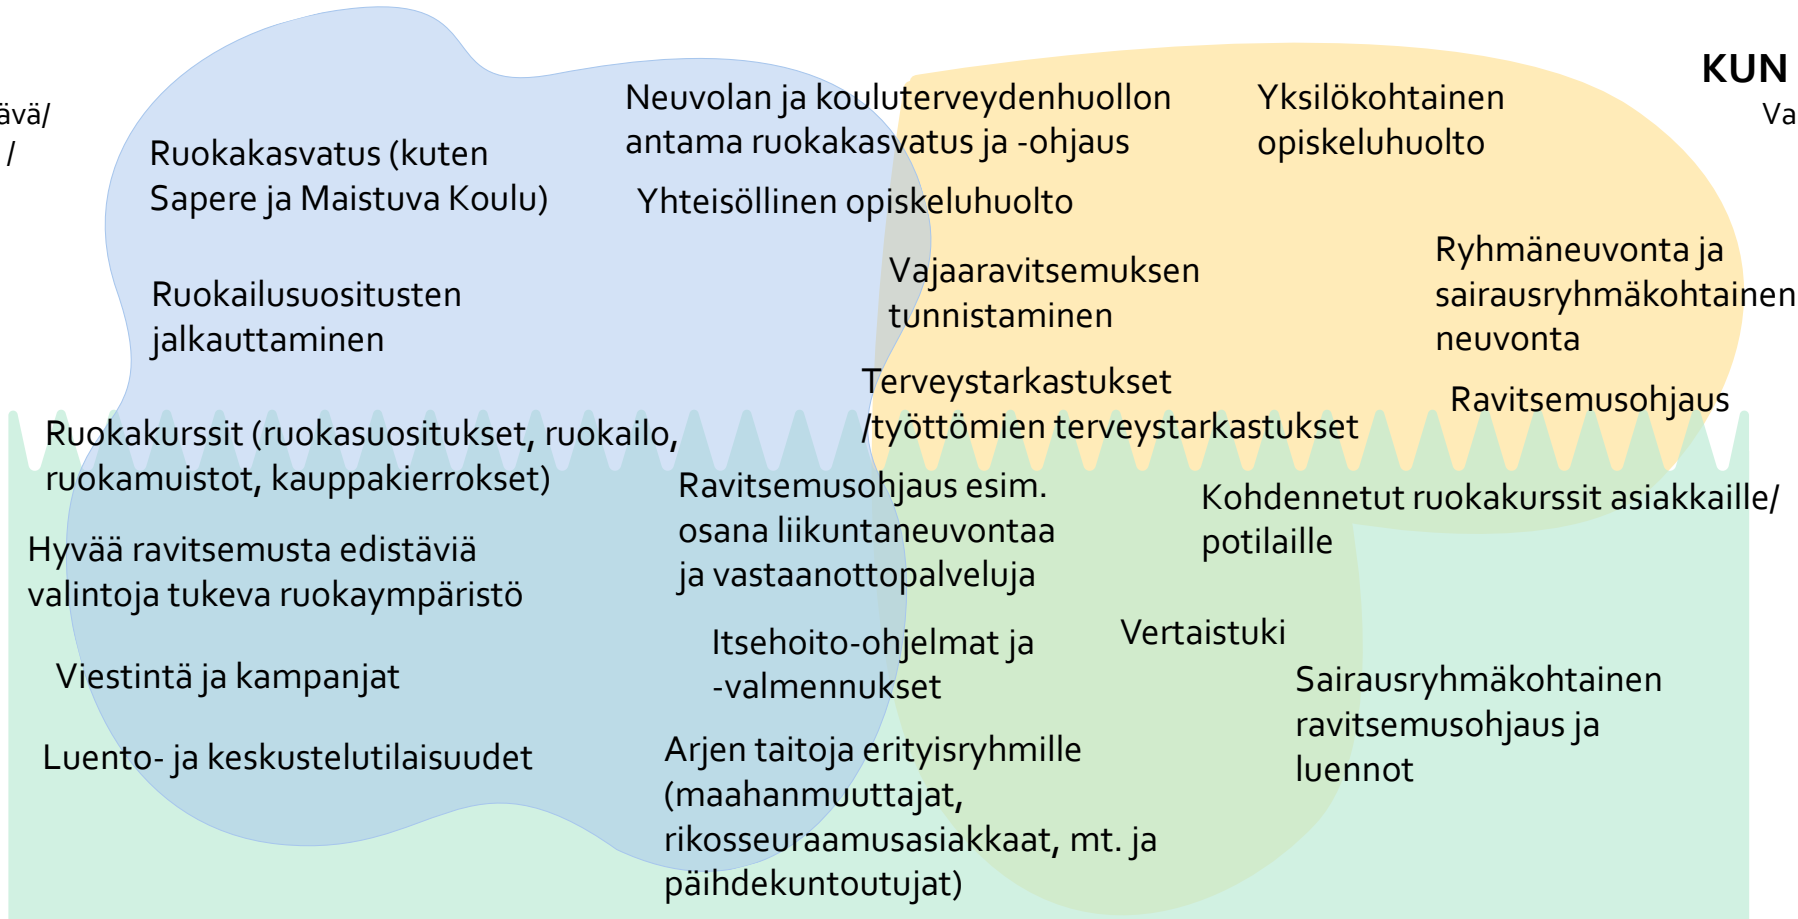 ävä/
/
KUN
Va
Neuvolan ja kouluterveydenhuollon
antama ruokakasvatus ja -ohjaus
Yksilökohtainen
opiskeluhuolto
Ruokakasvatus (kuten
Sapere ja Maistuva Koulu)
Yhteisöllinen opiskeluhuolto
Ruokailusuositusten
jalkauttaminen
Vajaaravitsemuksen
tunnistaminen
Ryhmäneuvonta ja
sairausryhmäkohtainen
neuvonta
Terveystarkastukset
/työttömien terveystarkastukset
Ravitsemusohjaus
Ruokakurssit (ruokasuositukset, ruokailo,
ruokamuistot, kauppakierrokset)
Ravitsemusohjaus esim.
osana liikuntaneuvontaa
ja vastaanottopalveluja
Kohdennetut ruokakurssit asiakkaille/
potilaille
Hyvää ravitsemusta edistäviä
valintoja tukeva ruokaympäristö
Itsehoito-ohjelmat ja
-valmennukset
Vertaistuki
Viestintä ja kampanjat
Sairausryhmäkohtainen
ravitsemusohjaus ja
luennot
Luento- ja keskustelutilaisuudet
Arjen taitoja erityisryhmille
(maahanmuuttajat,
rikosseuraamusasiakkaat, mt. ja
päihdekuntoutujat)